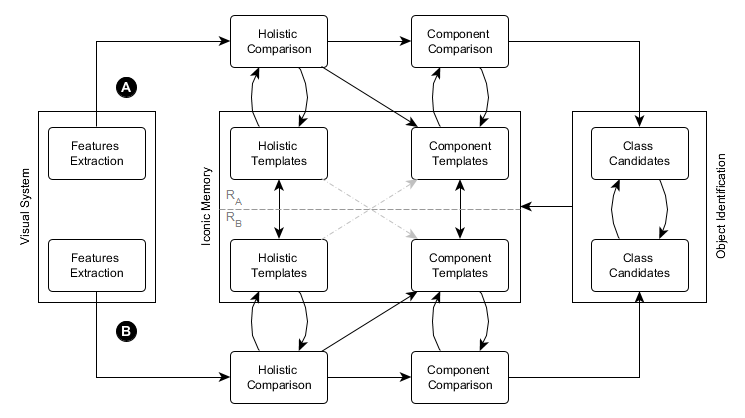 Holistic
Comparison
Component
Comparison
A
Features
Extraction
Holistic
Templates
Component
Templates
Class
Candidates
Visual System
Iconic Memory
R_A
R_B
Object Identification
Features
Extraction
Holistic
Templates
Component
Templates
Class
Candidates
B
Holistic
Comparison
Component
Comparison